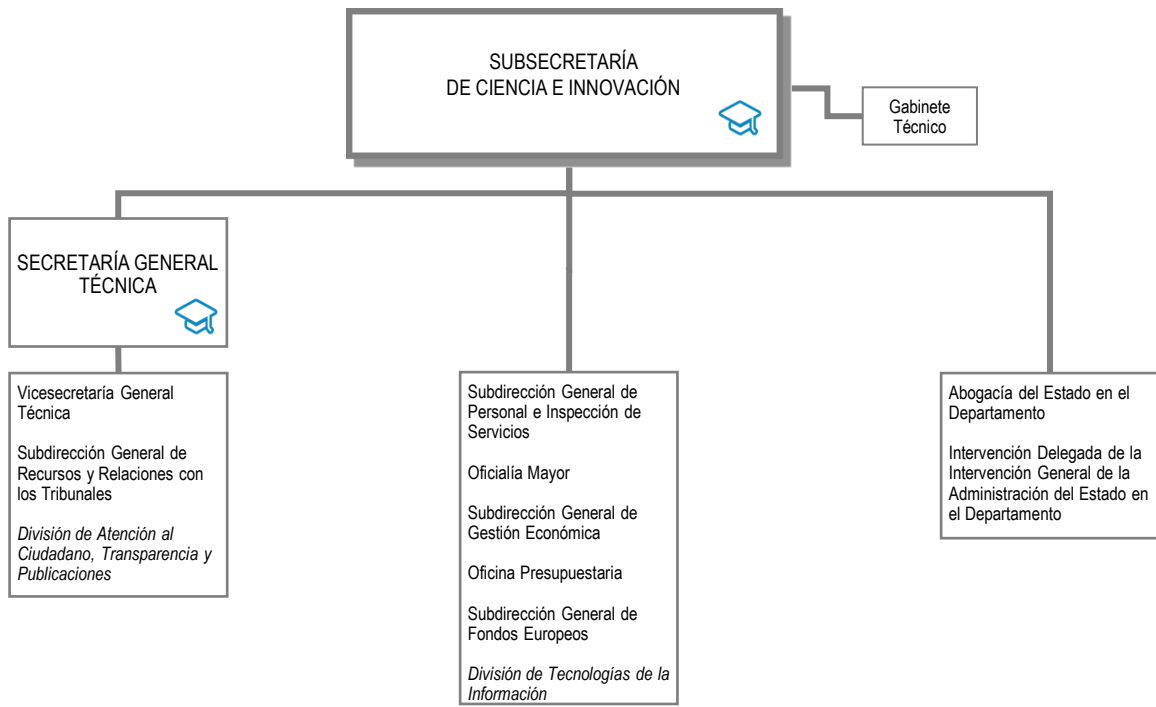 SUBSECRETARÍA
DE CIENCIA E INNOVACIÓN
Gabinete
Técnico
SECRETARÍA GENERAL
TÉCNICA
Vicesecretaría General
Técnica
Subdirección General de
Recursos y Relaciones con
los Tribunales
División de Atención al
Ciudadano, Transparencia y
Publicaciones
Subdirección General de
Personal e Inspección de
Servicios
Oficialía Mayor
Subdirección General de
Gestión Económica
Oficina Presupuestaria
Subdirección General de
Fondos Europeos
División de Tecnologías de la
Información
Abogacía del Estado en el
Departamento
Intervención Delegada de la
Intervención General de la
Administración del Estado en
el Departamento